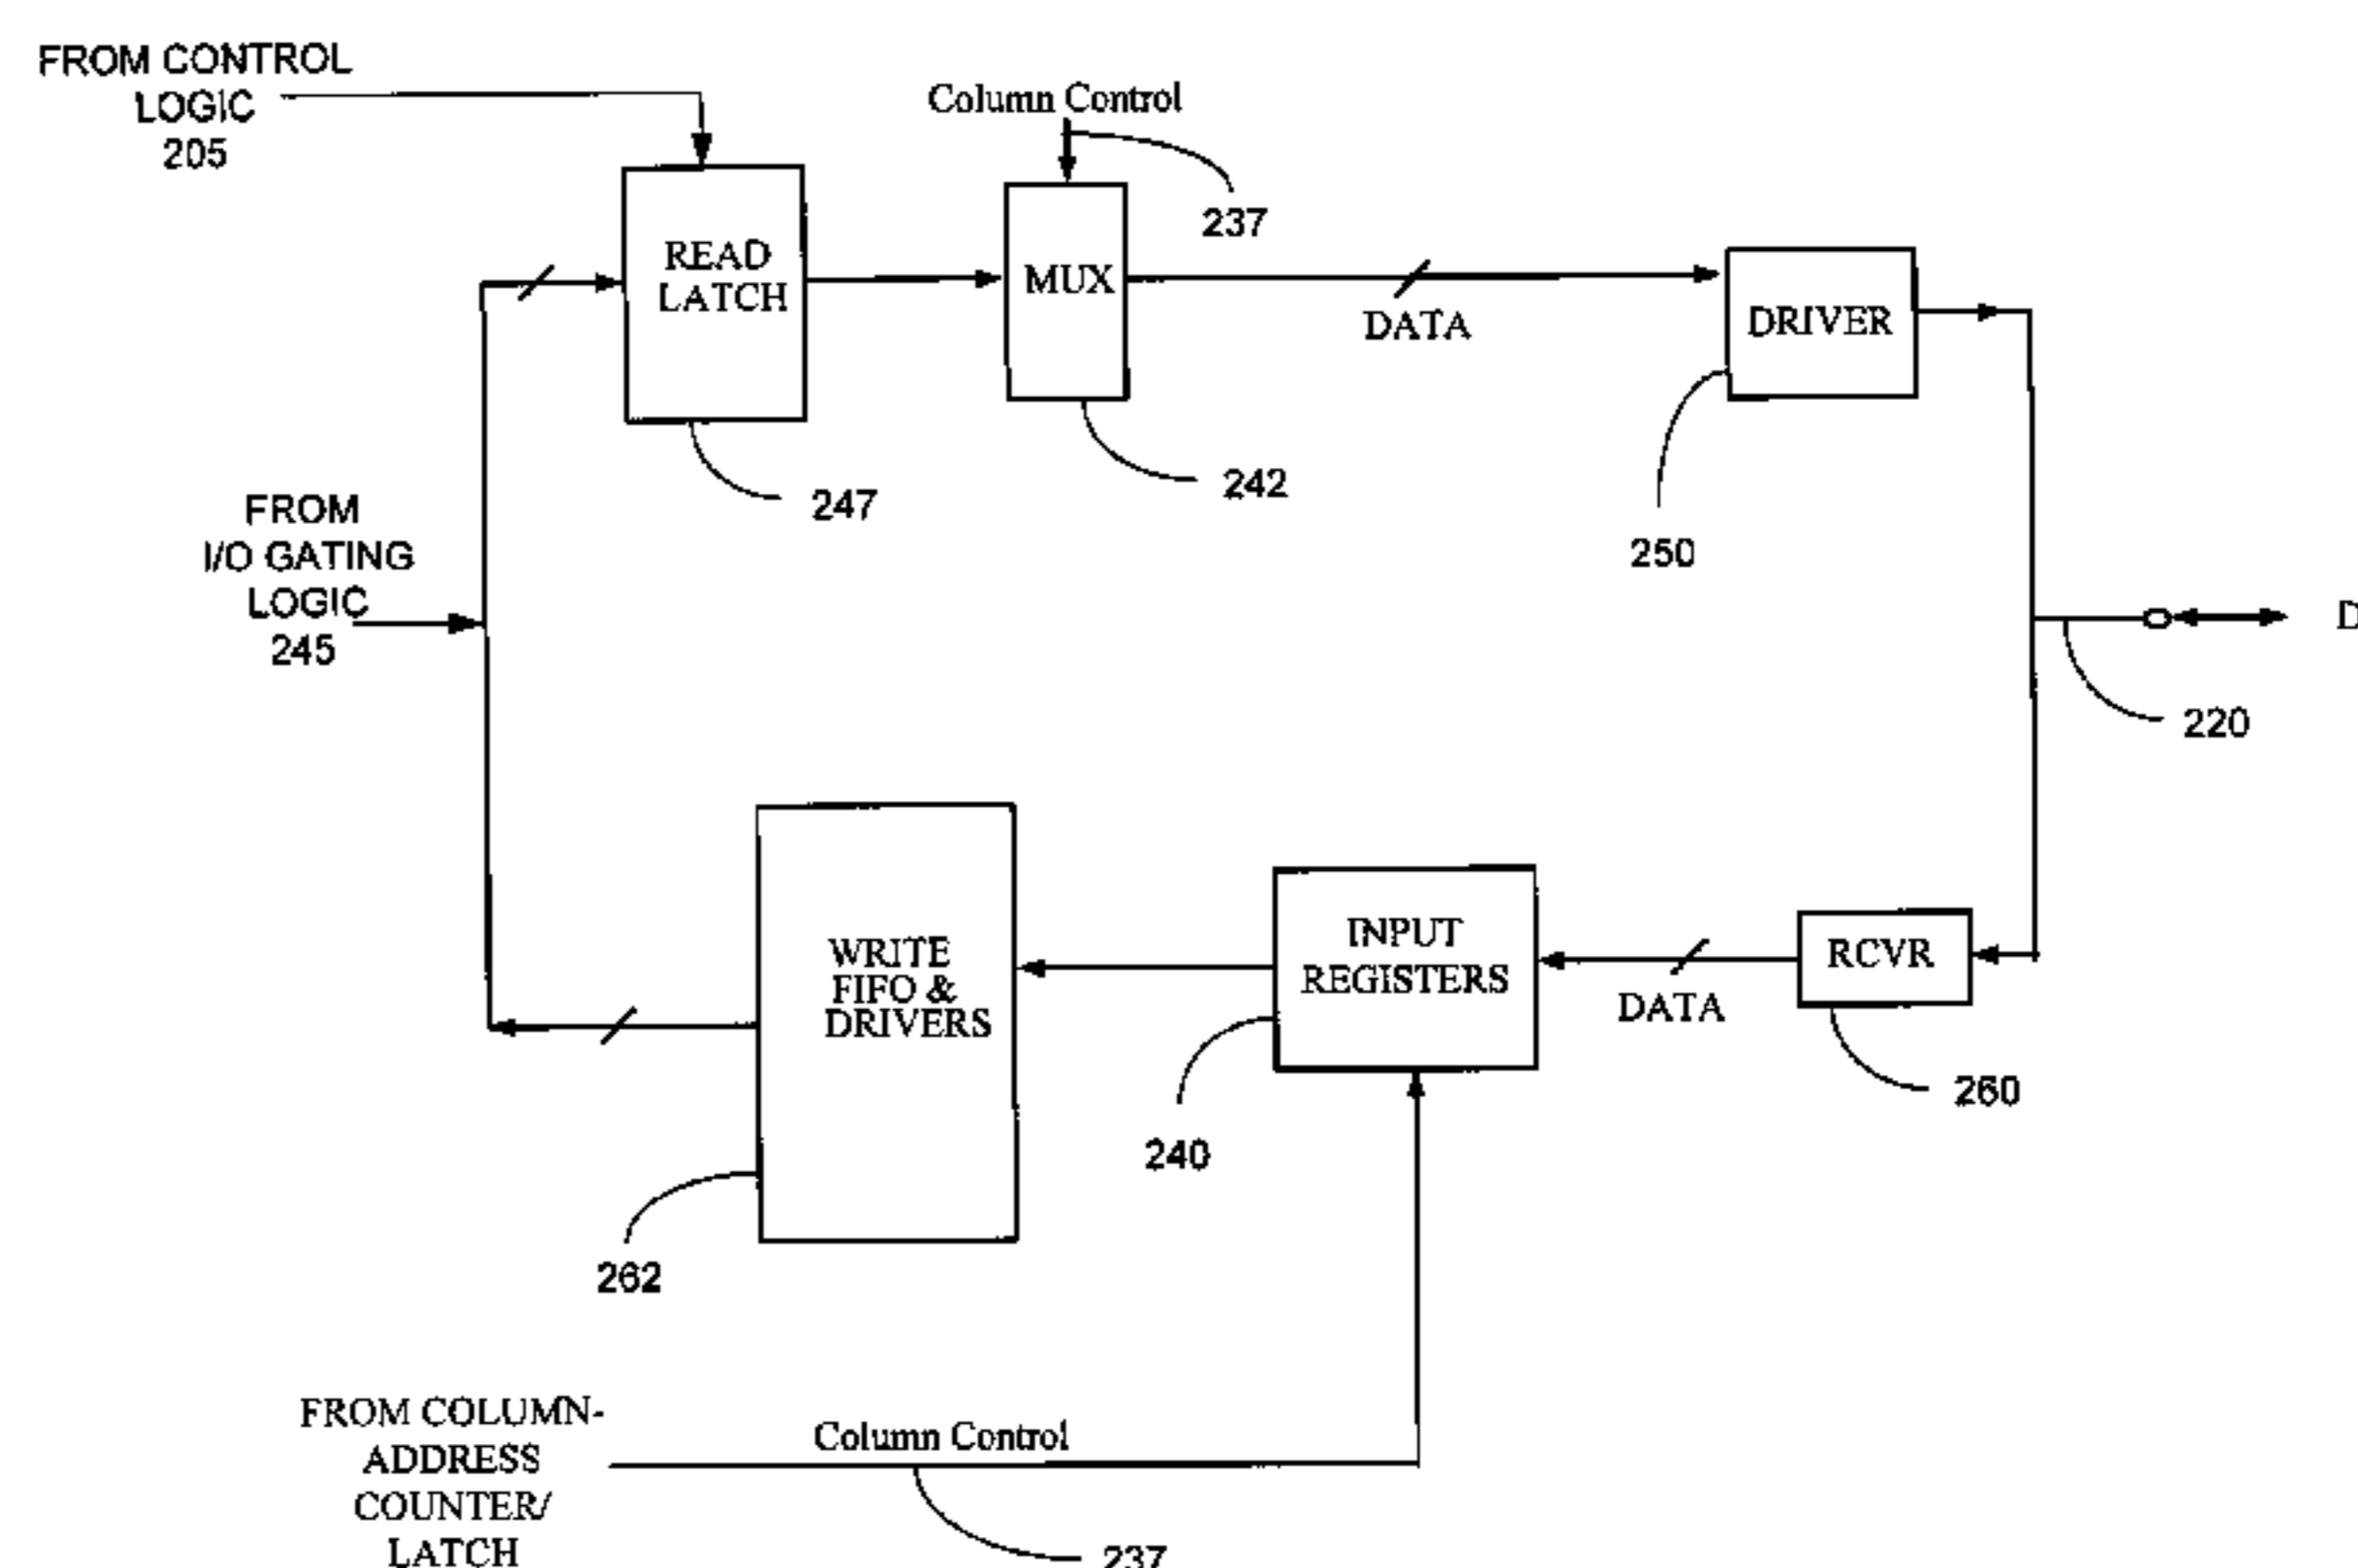 FROM CONTROL
LOGIC
205
Column Control
237
READ
LATCH
MUX
DATA
DRIVER
247
242
250
FROM
I/O GATING
LOGIC
245
220
WRITE
FIFO &
DRIVERS
INPUT
REGISTERS
DATA
RCVR
240
260
262
FROM COLUMN-
ADDRESS
COUNTER/
LATCH
Column Control
237